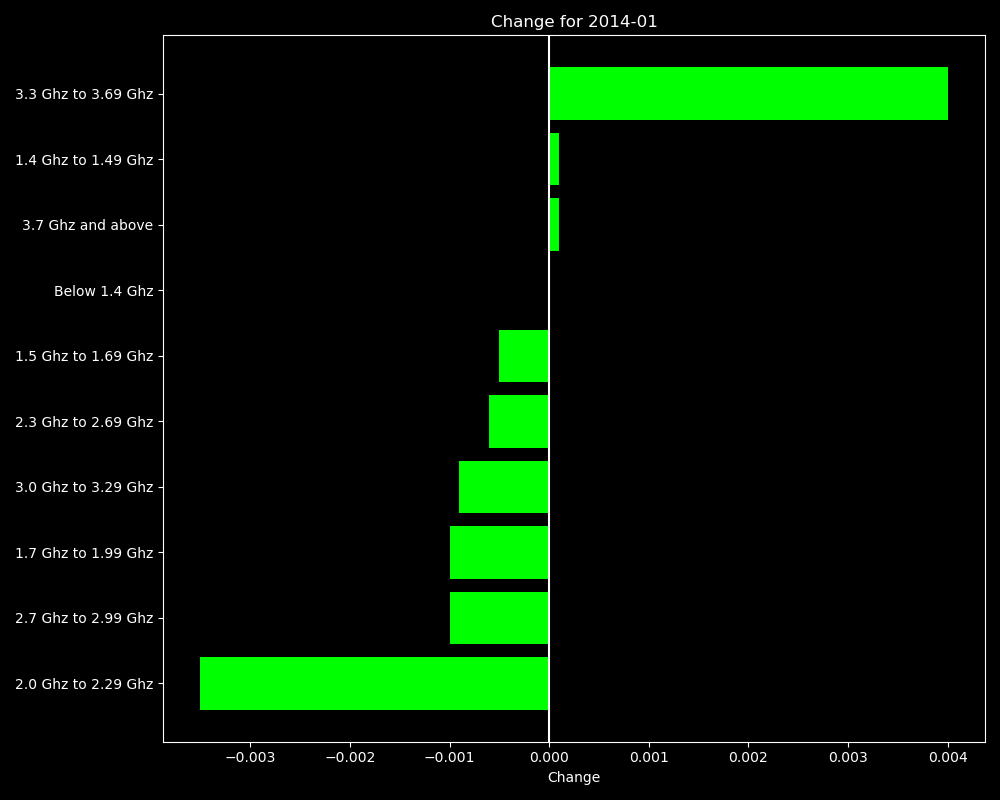 Change for 2014-01
3.3 Ghz to 3.69 Ghz
1.4 Ghz to 1.49 Ghz
3.7 Ghz and above
Below 1.4 Ghz
1.5 Ghz to 1.69 Ghz
2.3 Ghz to 2.69 Ghz
3.0 Ghz to 3.29 Ghz
1.7 Ghz to 1.99 Ghz
2.7 Ghz to 2.99 Ghz
2.0 Ghz to 2.29 Ghz
−0.003 −0.002 −0.001 0.000 0.001 0.002 0.003 0.004
Change